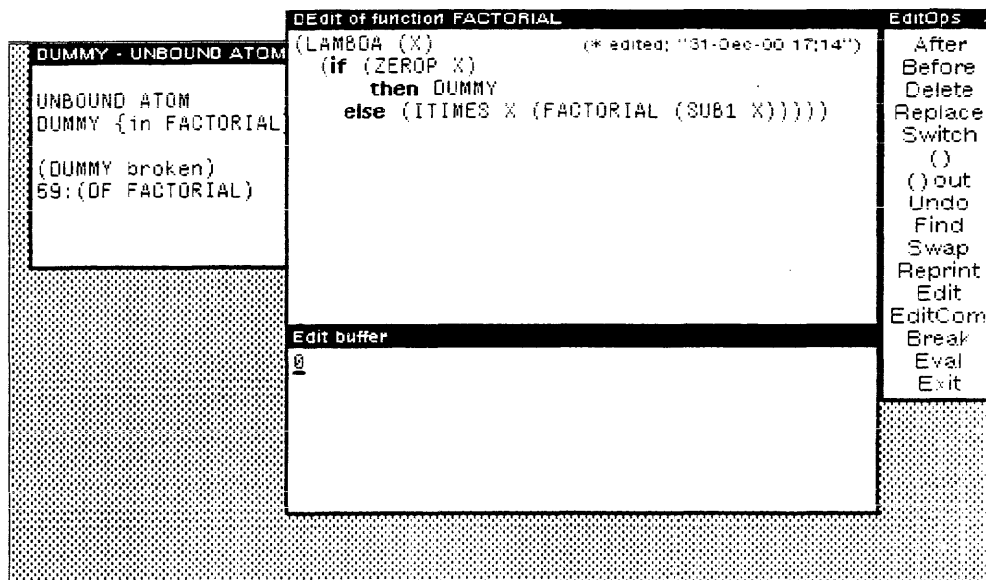 DUMMY - UNBOUND ATOM
UNBOUND ATOM
DUMMY {in FACTORIAL}
(DUMMY broken)
59:(DF FACTORIAL)
DEdit of function FACTORIAL
(LAMBDA (X) (* edited: "31-Dec-00 17:14")
(if (ZEROP X)
then DUMMY
else (ITIMES X (FACTORIAL (SUB1 X)))))
Edit buffer
0
EditOps
After
Before
Delete
Replace
Switch
()
() out
Undo
Find
Swap
Reprint
Edit
EditCom
Break
Eval
Exit